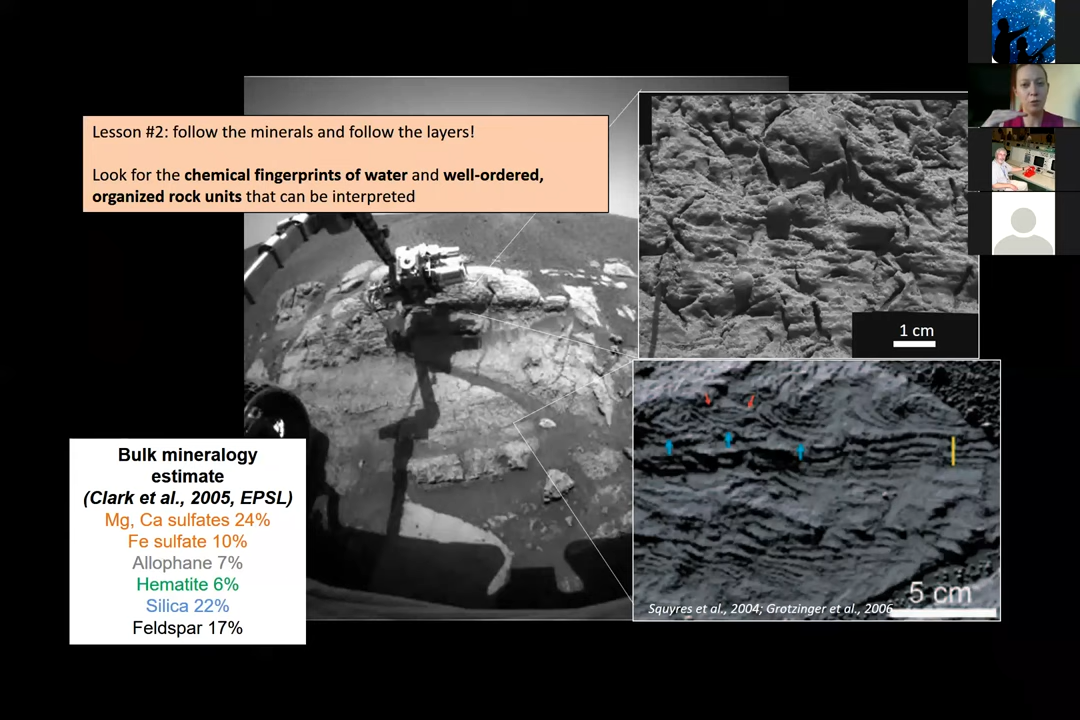 Lesson #2: follow the minerals and follow the layers!
Look for the chemical fingerprints of water and well-ordered,
organized rock units that can be interpreted
1 cm
Bulk mineralogy
estimate
(Clark et al., 2005, EPSL)
Mg, Ca sulfates 24%
Fe sulfate 10%
Allophane 7%
Hematite 6%
Silica 22%
Feldspar 17%
5 cm
Squyres et al., 2004; Grotzinger et al., 2006